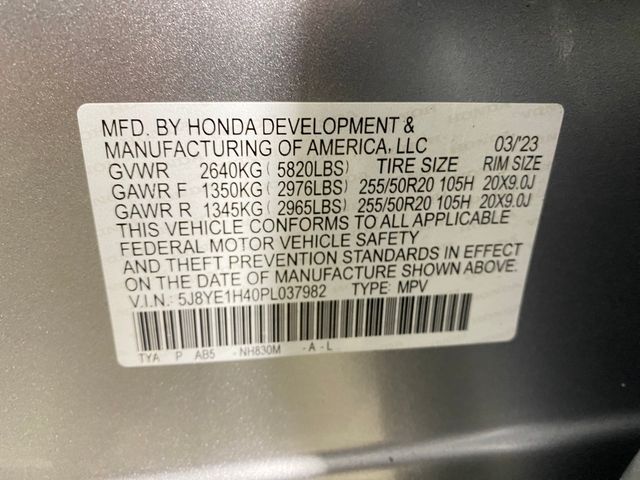 MFD. BY HONDA DEVELOPMENT &
MANUFACTURING OF AMERICA, LLC 03/'23
GVWR 2640KG ( 5820LBS) TIRE SIZE RIM SIZE
GAWR F 1350KG ( 2976LBS) 255/50R20 105H 20X9.0J
GAWR R 1345KG ( 2965LBS) 255/50R20 105H 20X9.0J
THIS VEHICLE CONFORMS TO ALL APPLICABLE
FEDERAL MOTOR VEHICLE SAFETY
AND THEFT PREVENTION STANDARDS IN EFFECT
ON THE DATE OF MANUFACTURE SHOWN ABOVE.
V.I.N.: 5J8YE1H40PL037982 TYPE: MPV
TYA P AB5 -NH830M -A-L